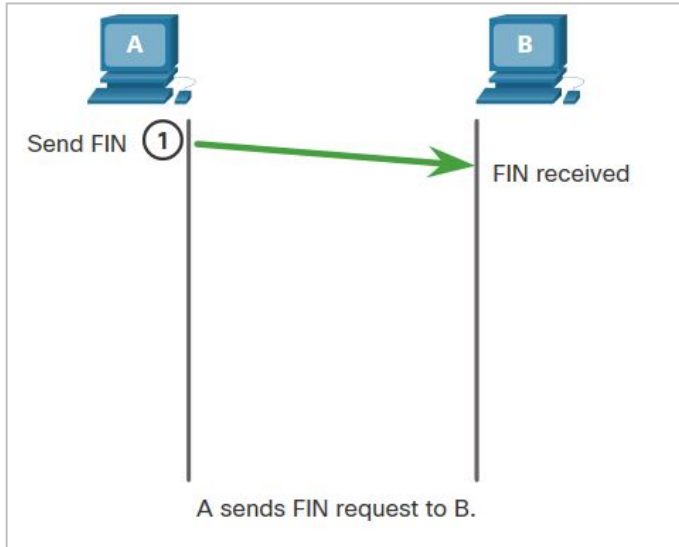 A
B
Send FIN 1
FIN received
A sends FIN request to B.